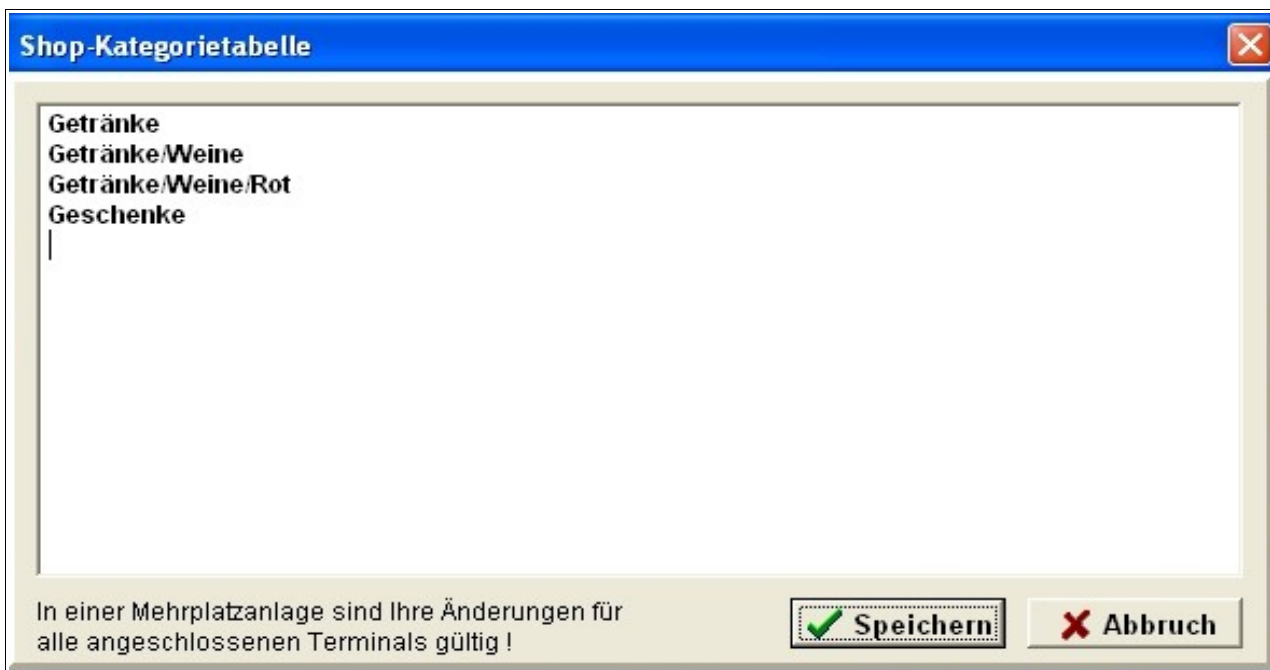 Shop-Kategorietabelle
Getränke
Getränke/Weine
Getränke/Weine/Rot
Geschenke
In einer Mehrplatzanlage sind Ihre Änderungen für
alle angeschlossenen Terminals gültig !
Speichern
Abbruch